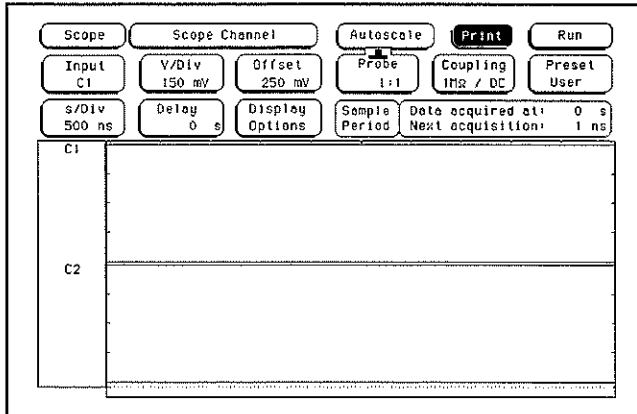 Scope Scope Channel Autoscale Print Run
Input V/Div Offset Probe Coupling Preset
C1 150 mV 250 mV 1:1 1MΩ / DC User
s/Div Delay Display Sample Data acquired at: 0 s
500 ns 0 s Options Period Next acquisition: 1 ns
C1
C2